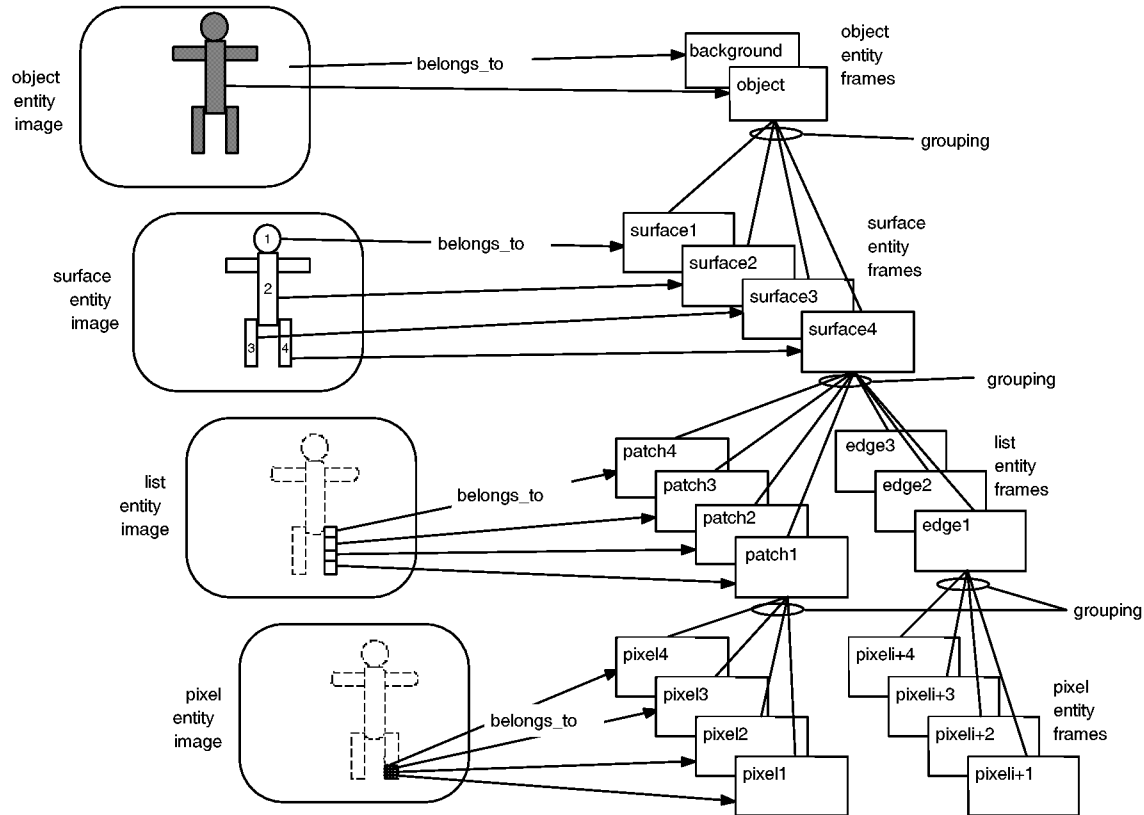 object
entity
image
belongs_to
background
object
object
entity
frames
grouping
surface
entity
image
1
2
3
4
belongs_to
surface1
surface2
surface3
surface4
surface
entity
frames
grouping
list
entity
image
belongs_to
patch4
patch3
patch2
patch1
edge3
edge2
edge1
list
entity
frames
grouping
pixel
entity
image
belongs_to
pixel4
pixel3
pixel2
pixel1
pixeli+4
pixeli+3
pixeli+2
pixeli+1
pixel
entity
frames